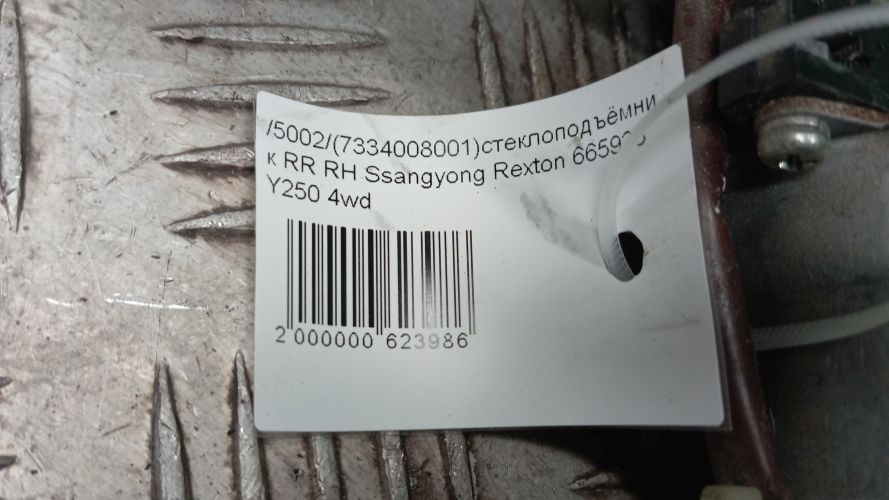 /5002/(7334008001)стеклоподъёмни
к RR RH Ssangyong Rexton
Y250 4wd
2 000000 623986